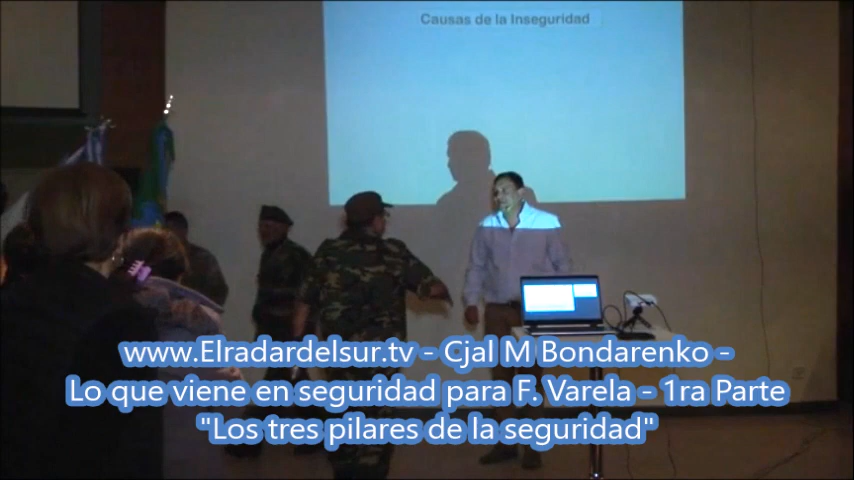 Causas de la Inseguridad
www.Elradardelsur.tv - Cjal M Bondarenko -
Lo que viene en seguridad para F. Varela - 1ra Parte
"Los tres pilares de la seguridad"